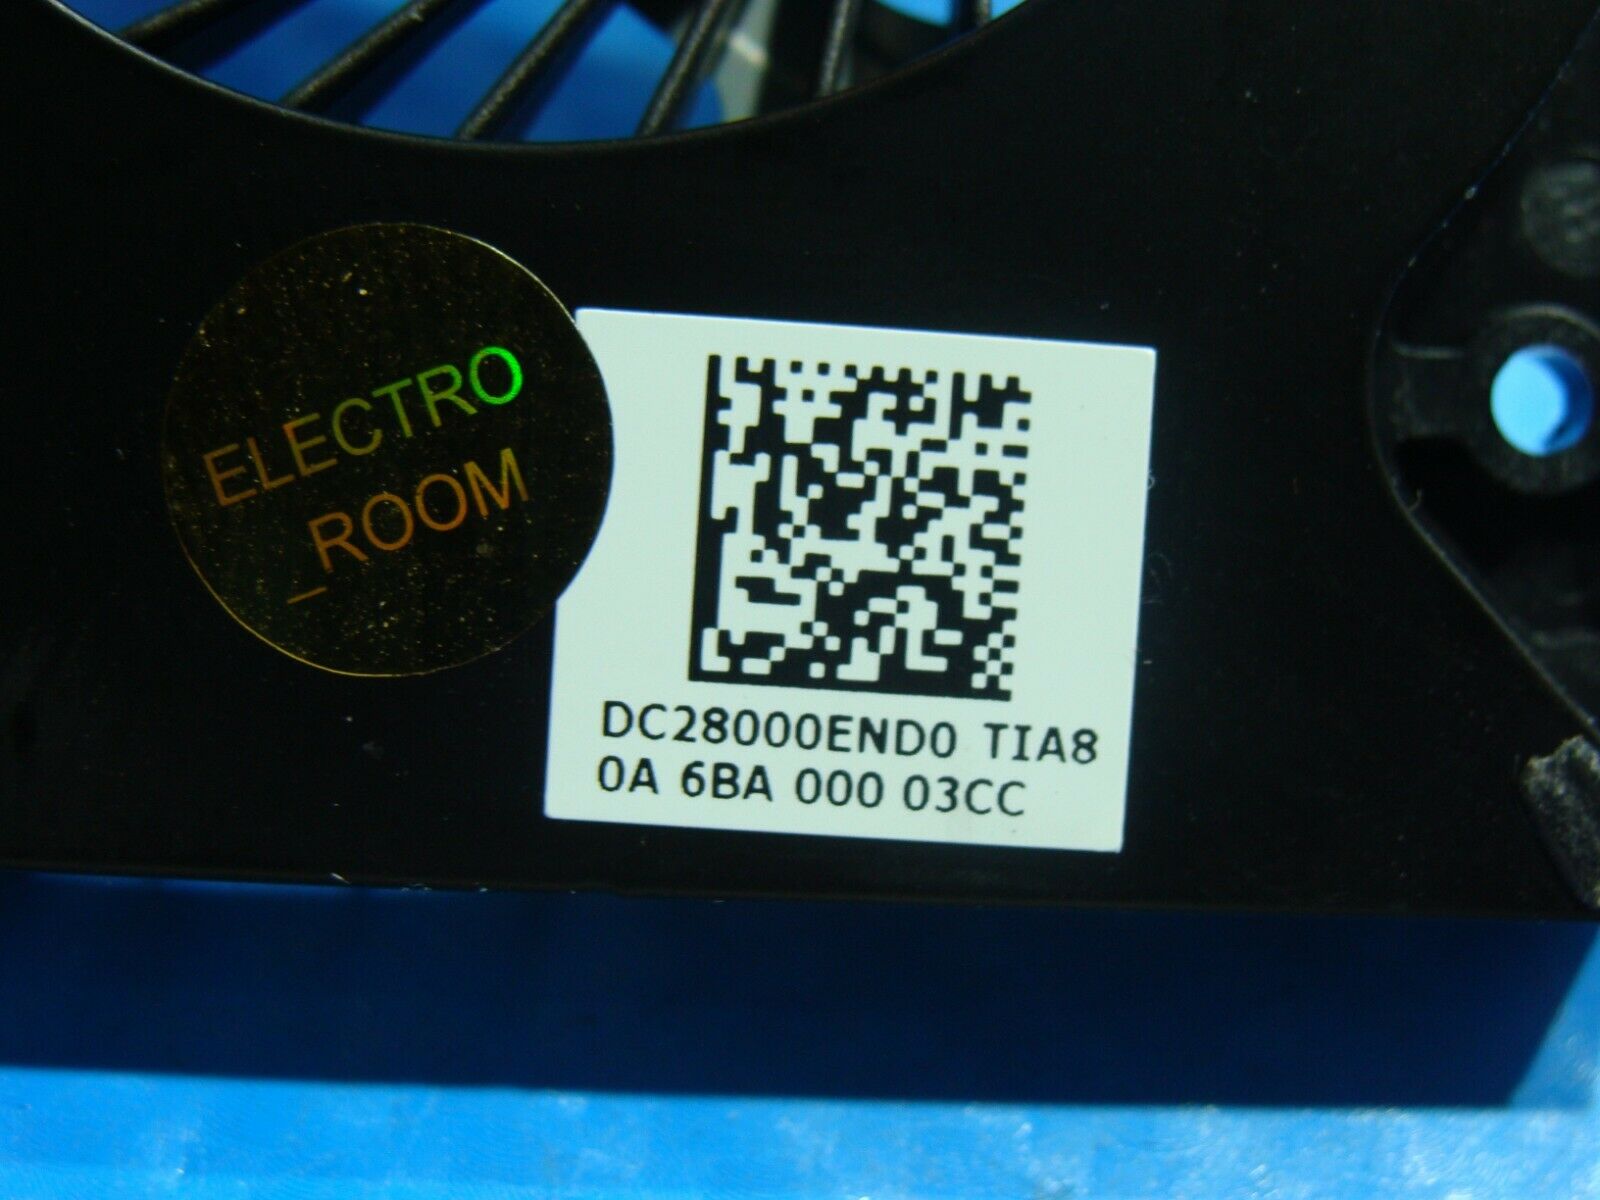 ELECTRO
_ROOM
DC28000END0 TIA8
0A 6BA 000 03CC